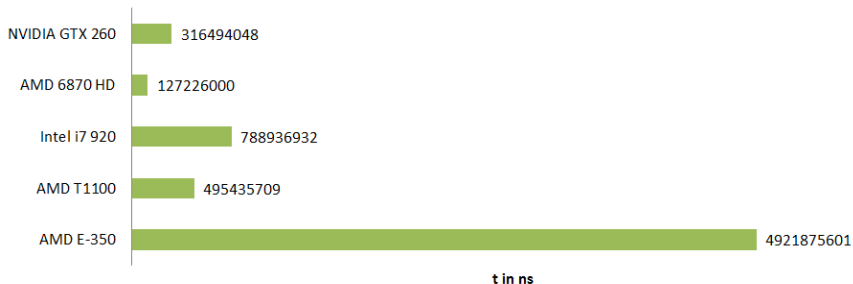 NVIDIA GTX 260 316494048
AMD 6870 HD 127226000
Intel i7 920 788936932
AMD T1100 495435709
AMD E-350 4921875601
t in ns